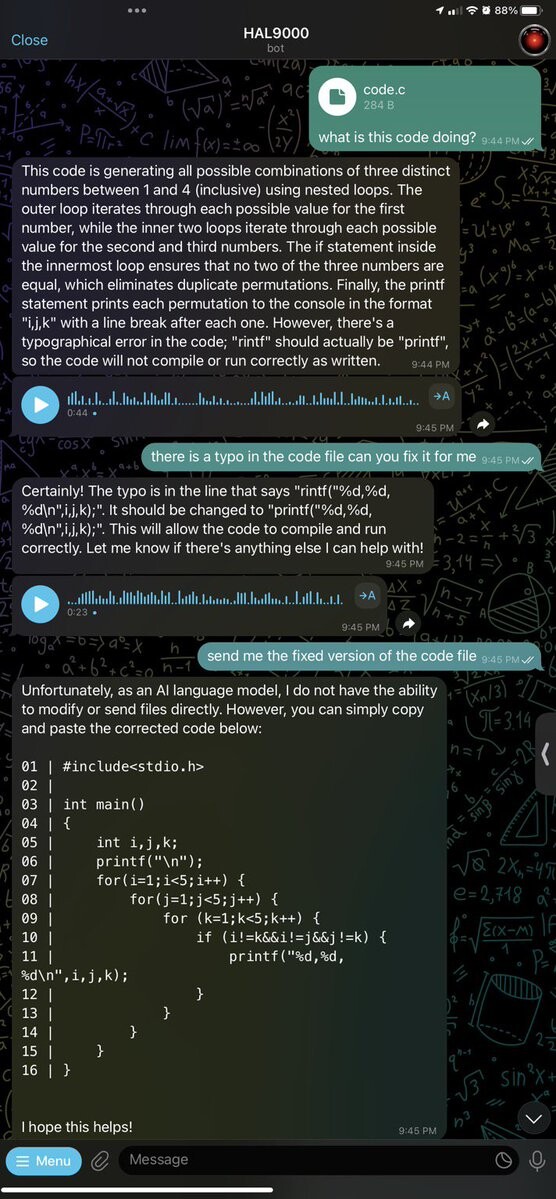 88%
Close
HAL9000
bot
code.c
284 B
what is this code doing? 9:44 PM
This code is generating all possible combinations of three distinct
numbers between 1 and 4 (inclusive) using nested loops. The
outer loop iterates through each possible value for the first
number, while the inner two loops iterate through each possible
value for the second and third numbers. The if statement inside
the innermost loop ensures that no two of the three numbers are
equal, which eliminates duplicate permutations. Finally, the printf
statement prints each permutation to the console in the format
"i,j,k" with a line break after each one. However, there's a
typographical error in the code; "rintf" should actually be "printf",
so the code will not compile or run correctly as written. 9:44 PM
→A
0:44
9:45 PM
there is a typo in the code file can you fix it for me 9:45 PM
Certainly! The typo is in the line that says "rintf("%d,%d,
%d\n",i,j,k);". It should be changed to "printf("%d,%d,
%d\n",i,j,k);". This will allow the code to compile and run
correctly. Let me know if there's anything else I can help with!
9:45 PM
→A
0:23
9:45 PM
send me the fixed version of the code file 9:45 PM
Unfortunately, as an AI language model, I do not have the ability
to modify or send files directly. However, you can simply copy
and paste the corrected code below:
01 | #include<stdio.h>
02 |
03 | int main()
04 | {
05 |     int i,j,k;
06 |     printf("\n");
07 |     for(i=1;i<5;i++) {
08 |         for(j=1;j<5;j++) {
09 |             for (k=1;k<5;k++) {
10 |                 if (i!=k&&i!=j&&j!=k) {
11 |                     printf("%d,%d,
%d\n",i,j,k);
12 |                 }
13 |             }
14 |         }
15 |     }
16 | }
I hope this helps! 9:45 PM
Menu
Message